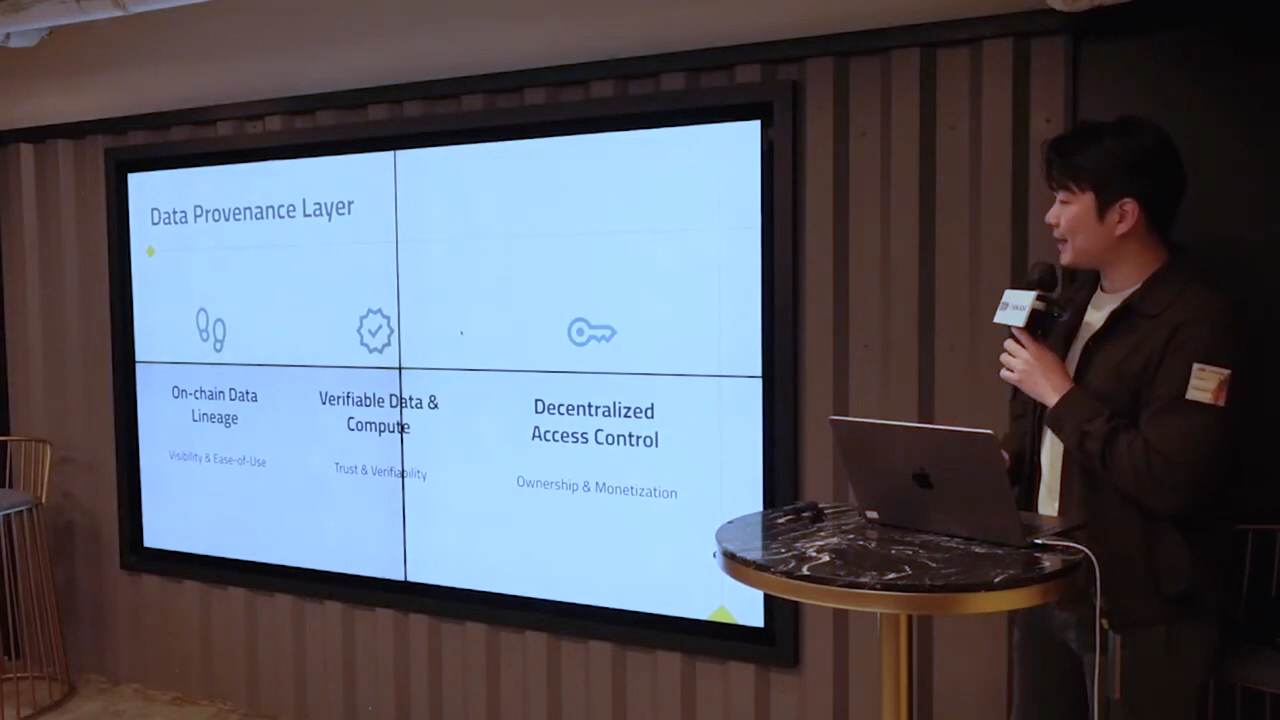 Data Provenance Layer
On-chain Data
Lineage
Visibility & Ease-of-Use
Verifiable Data &
Compute
Trust & Verifiability
Decentralized
Access Control
Ownership & Monetization